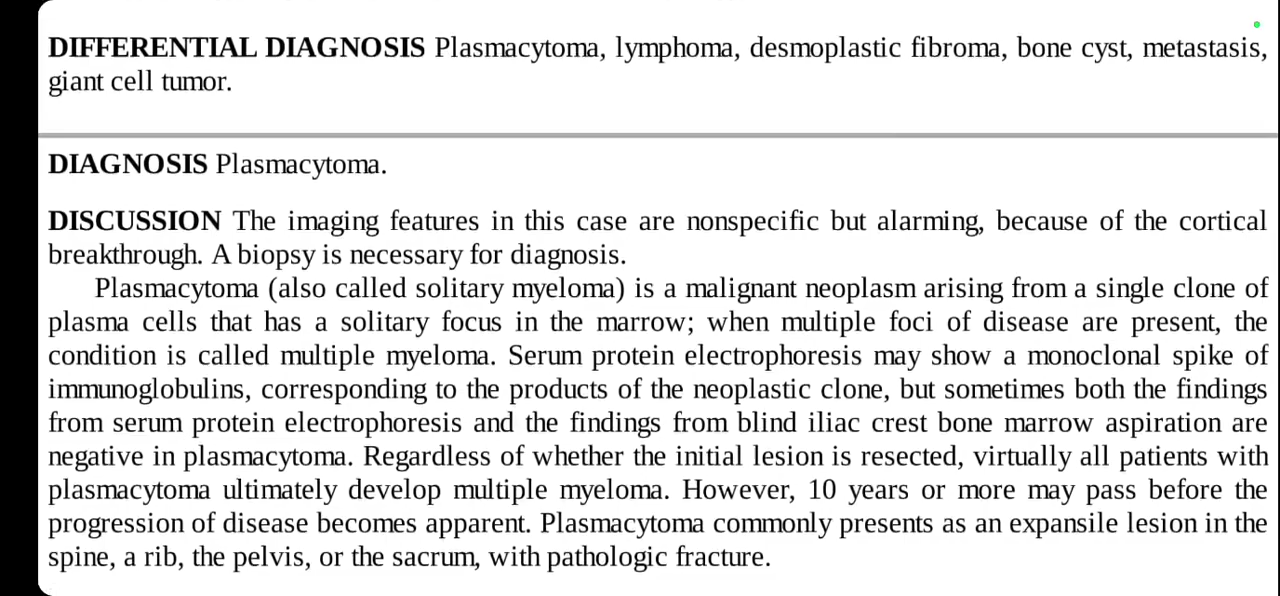 DIFFERENTIAL DIAGNOSIS Plasmacytoma, lymphoma, desmoplastic fibroma, bone cyst, metastasis,
giant cell tumor.
DIAGNOSIS Plasmacytoma.
DISCUSSION The imaging features in this case are nonspecific but alarming, because of the cortical
breakthrough. A biopsy is necessary for diagnosis.
Plasmacytoma (also called solitary myeloma) is a malignant neoplasm arising from a single clone of
plasma cells that has a solitary focus in the marrow; when multiple foci of disease are present, the
condition is called multiple myeloma. Serum protein electrophoresis may show a monoclonal spike of
immunoglobulins, corresponding to the products of the neoplastic clone, but sometimes both the findings
from serum protein electrophoresis and the findings from blind iliac crest bone marrow aspiration are
negative in plasmacytoma. Regardless of whether the initial lesion is resected, virtually all patients with
plasmacytoma ultimately develop multiple myeloma. However, 10 years or more may pass before the
progression of disease becomes apparent. Plasmacytoma commonly presents as an expansile lesion in the
spine, a rib, the pelvis, or the sacrum, with pathologic fracture.